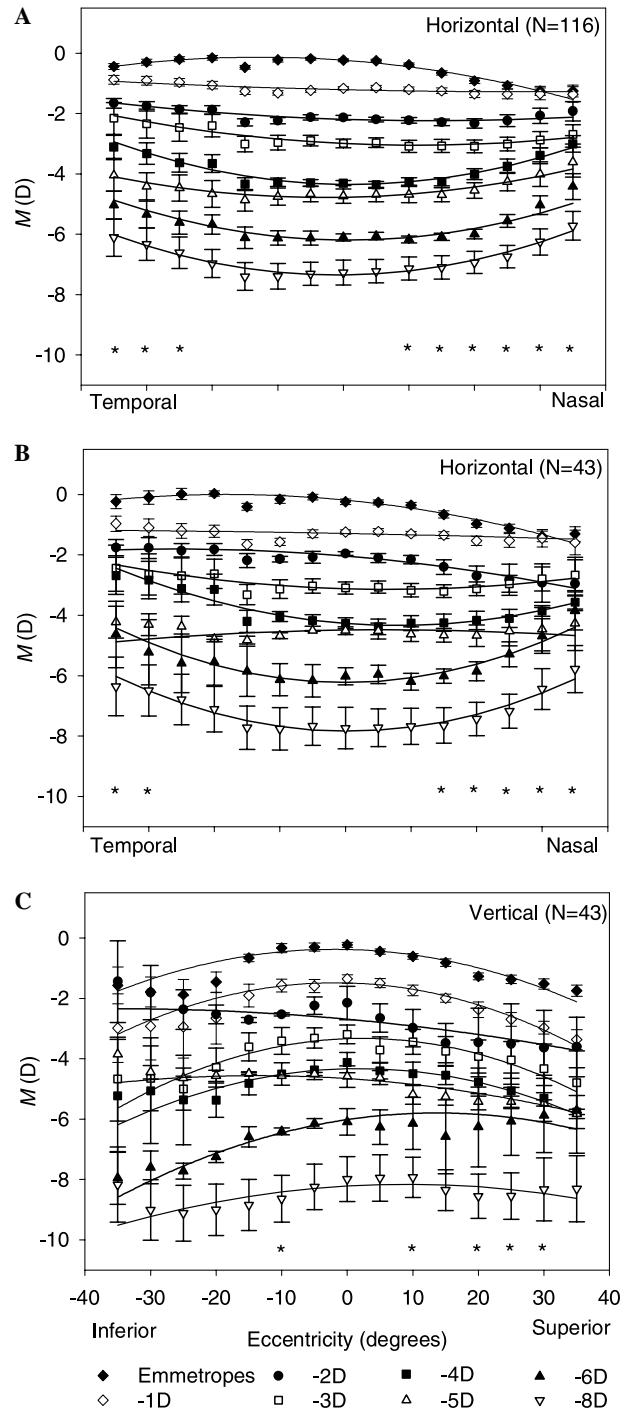 A
Horizontal (N=116)
0
-2
-4
-6
-8
-10
M (D)
* * * * * * * * *
Temporal Nasal
B
Horizontal (N=43)
0
-2
-4
-6
-8
-10
M (D)
* * * * * * *
Temporal Nasal
C
Vertical (N=43)
0
-2
-4
-6
-8
-10
M (D)
* * * * *
-40 -30 -20 -10 0 10 20 30 40
Inferior Eccentricity (degrees) Superior
Emmetropes -2D -4D -6D
-1D -3D -5D -8D